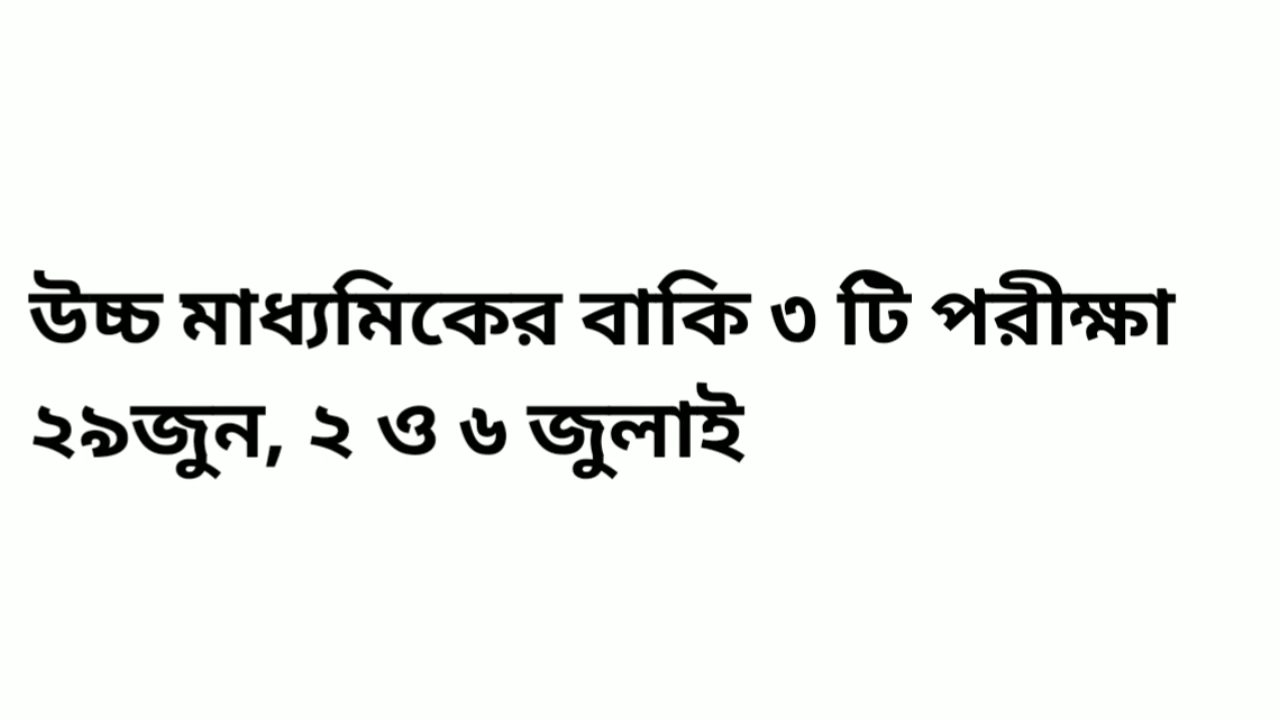 উচ্চ মাধ্যমিকের বাকি ৩ টি পরীক্ষা
২৯জুন, ২ ও ৬ জুলাই